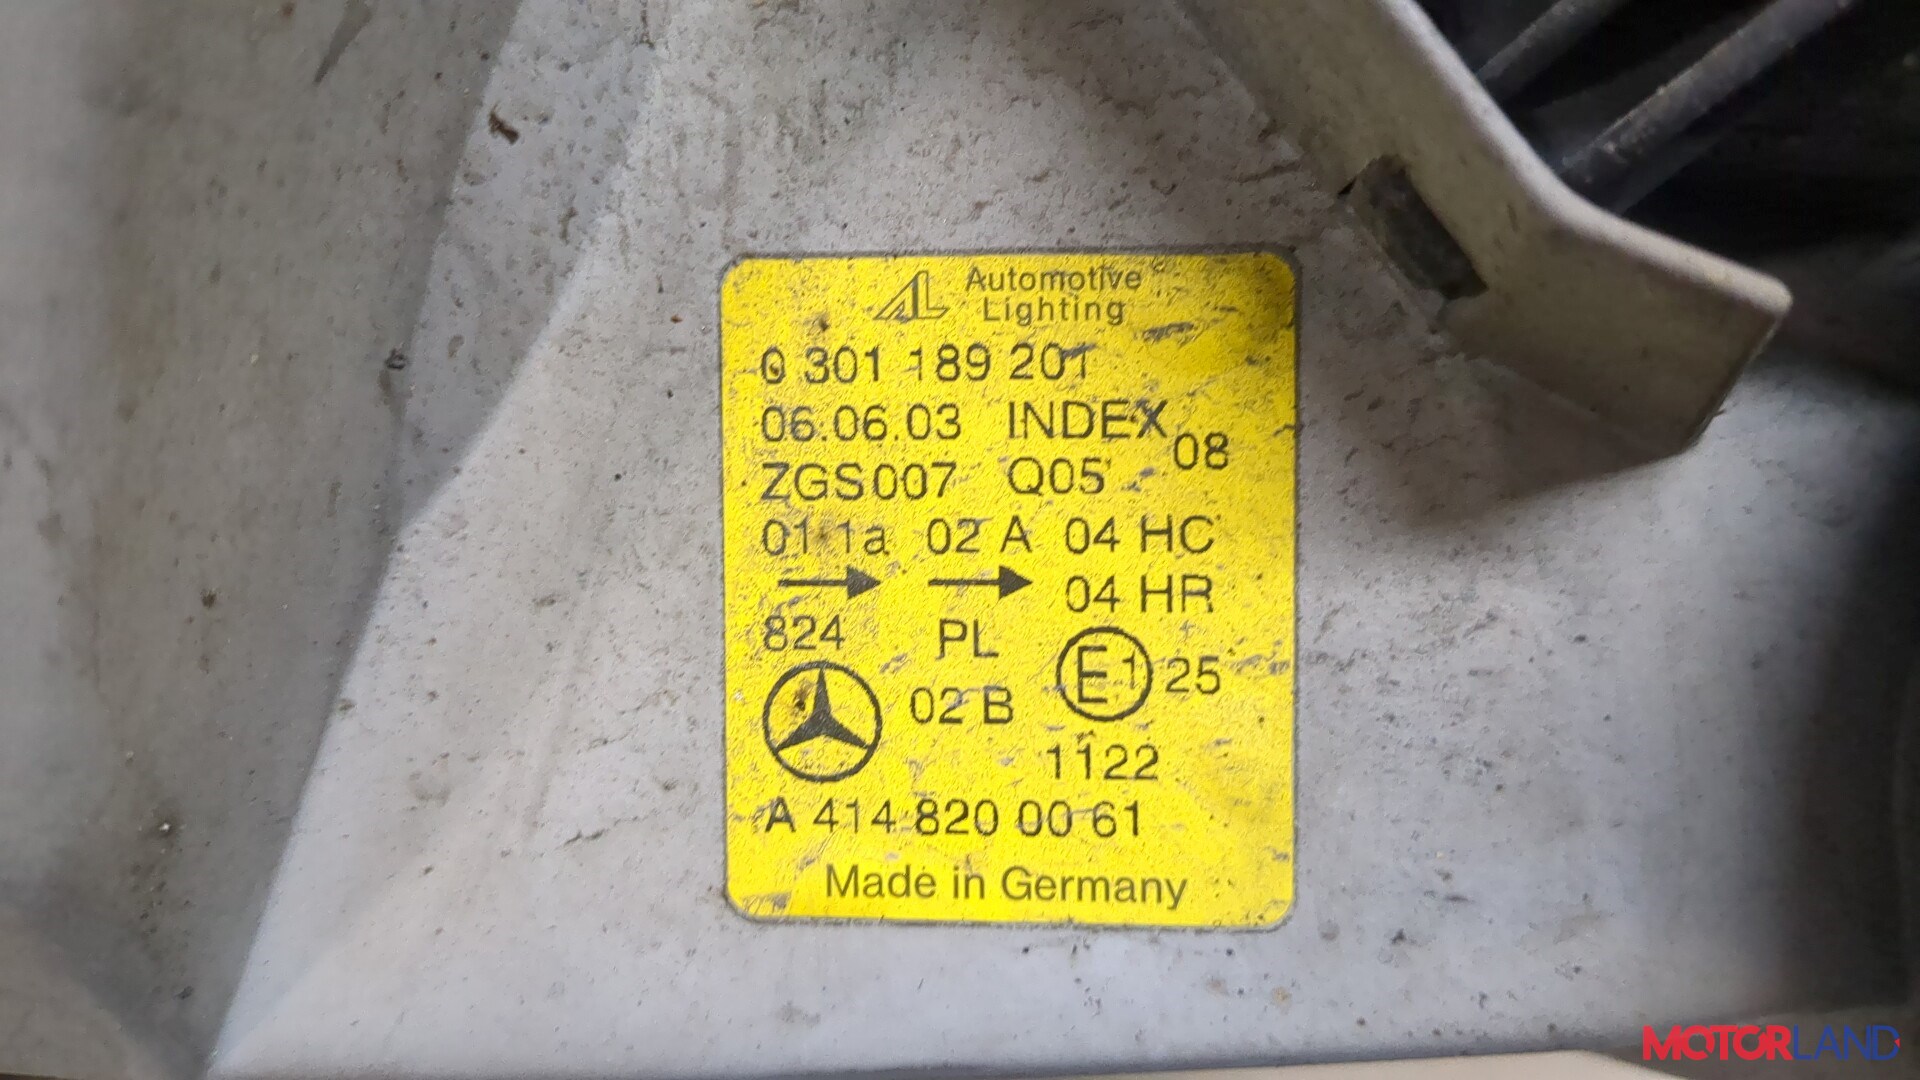 AL Automotive
Lighting
0 301 189 201
06.06.03 INDEX 08
ZGS007 Q05
01 1a 02 A 04 HC
04 HR
824 PL
02 B E1 25
1122
A 414 820 00 61
Made in Germany
MOTORLAND